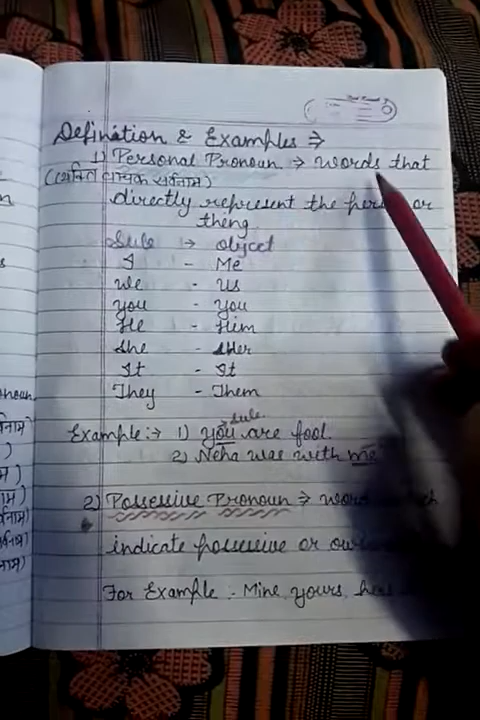 Definition & Examples ⇒
1) Personal Pronoun → words that
(व्यक्ति वाचक सर्वनाम)
directly represent the or
theng.
Sub → object
I - Me
we - us
you - you
He - Him
she - Her
It - It
They - Them
sub.
Example:→ 1) you are fool.
2) Neha was with me
2) Possessive Pronoun ⇒
indicate possessive or
For Example :- Mine, yours,